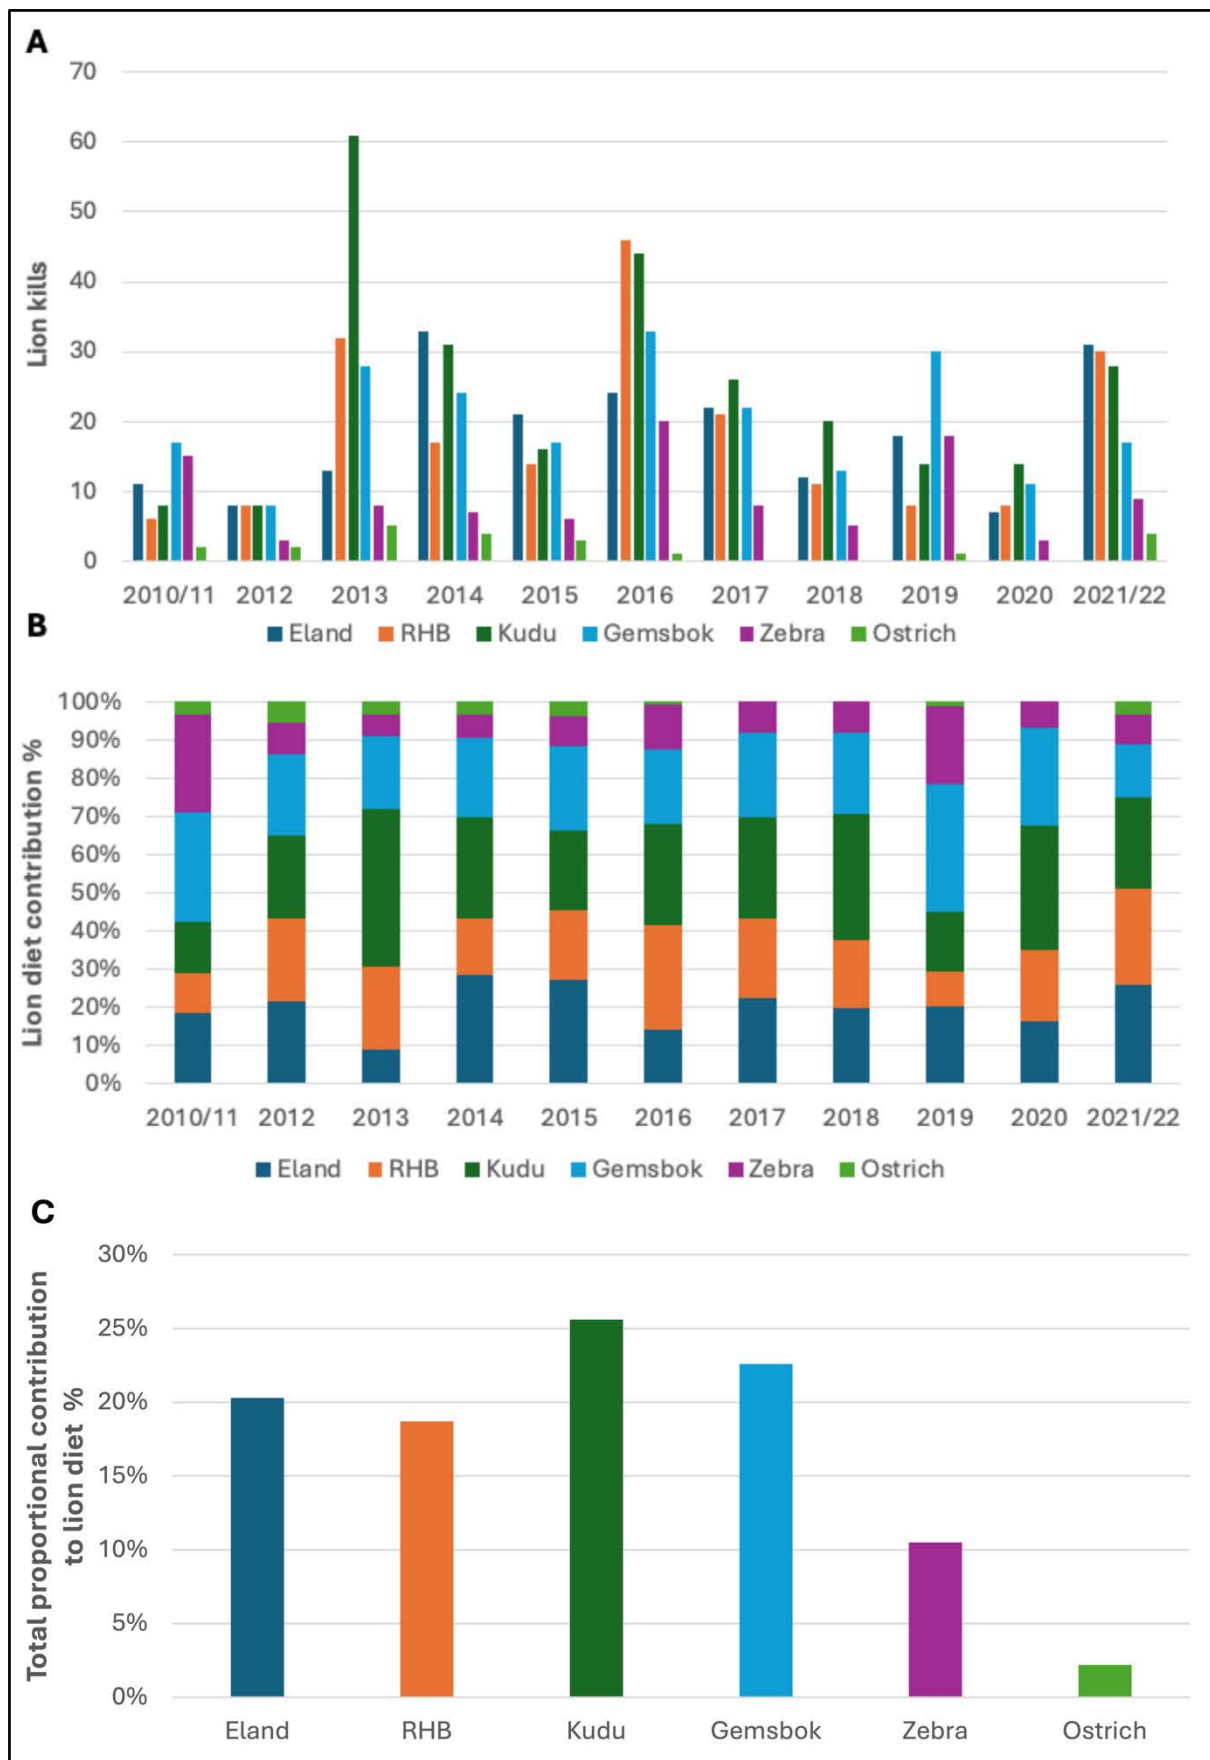 A
70
60
50
40
30
20
10
0
Lion kills
2010/11 2012 2013 2014 2015 2016 2017 2018 2019 2020 2021/22
Eland RHB Kudu Gemsbok Zebra Ostrich
B
100%
90%
80%
70%
60%
50%
40%
30%
20%
10%
0%
Lion diet contribution %
2010/11 2012 2013 2014 2015 2016 2017 2018 2019 2020 2021/22
Eland RHB Kudu Gemsbok Zebra Ostrich
C
30%
25%
20%
15%
10%
5%
0%
Total proportional contribution
to lion diet %
Eland RHB Kudu Gemsbok Zebra Ostrich